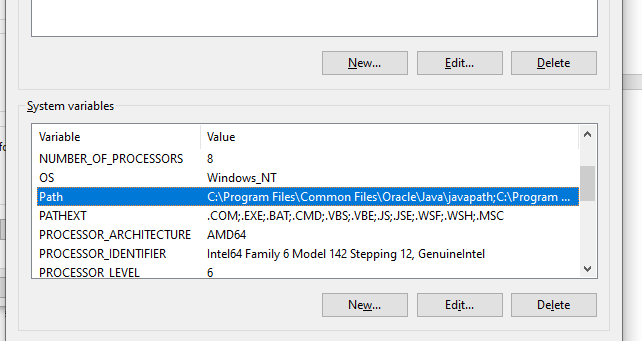 New... Edit... Delete
System variables
Variable Value
NUMBER_OF_PROCESSORS 8
OS Windows_NT
Path C:\Program Files\Common Files\Oracle\Java\javapath;C:\Program ...
PATHEXT .COM;.EXE;.BAT;.CMD;.VBS;.VBE;.JS;.JSE;.WSF;.WSH;.MSC
PROCESSOR_ARCHITECTURE AMD64
PROCESSOR_IDENTIFIER Intel64 Family 6 Model 142 Stepping 12, GenuineIntel
PROCESSOR_LEVEL 6
New... Edit... Delete